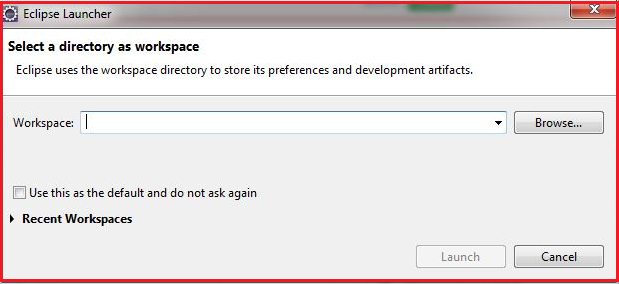 Eclipse Launcher
X
Select a directory as workspace
Eclipse uses the workspace directory to store its preferences and development artifacts.
Workspace:
Browse...
Use this as the default and do not ask again
Recent Workspaces
Launch
Cancel